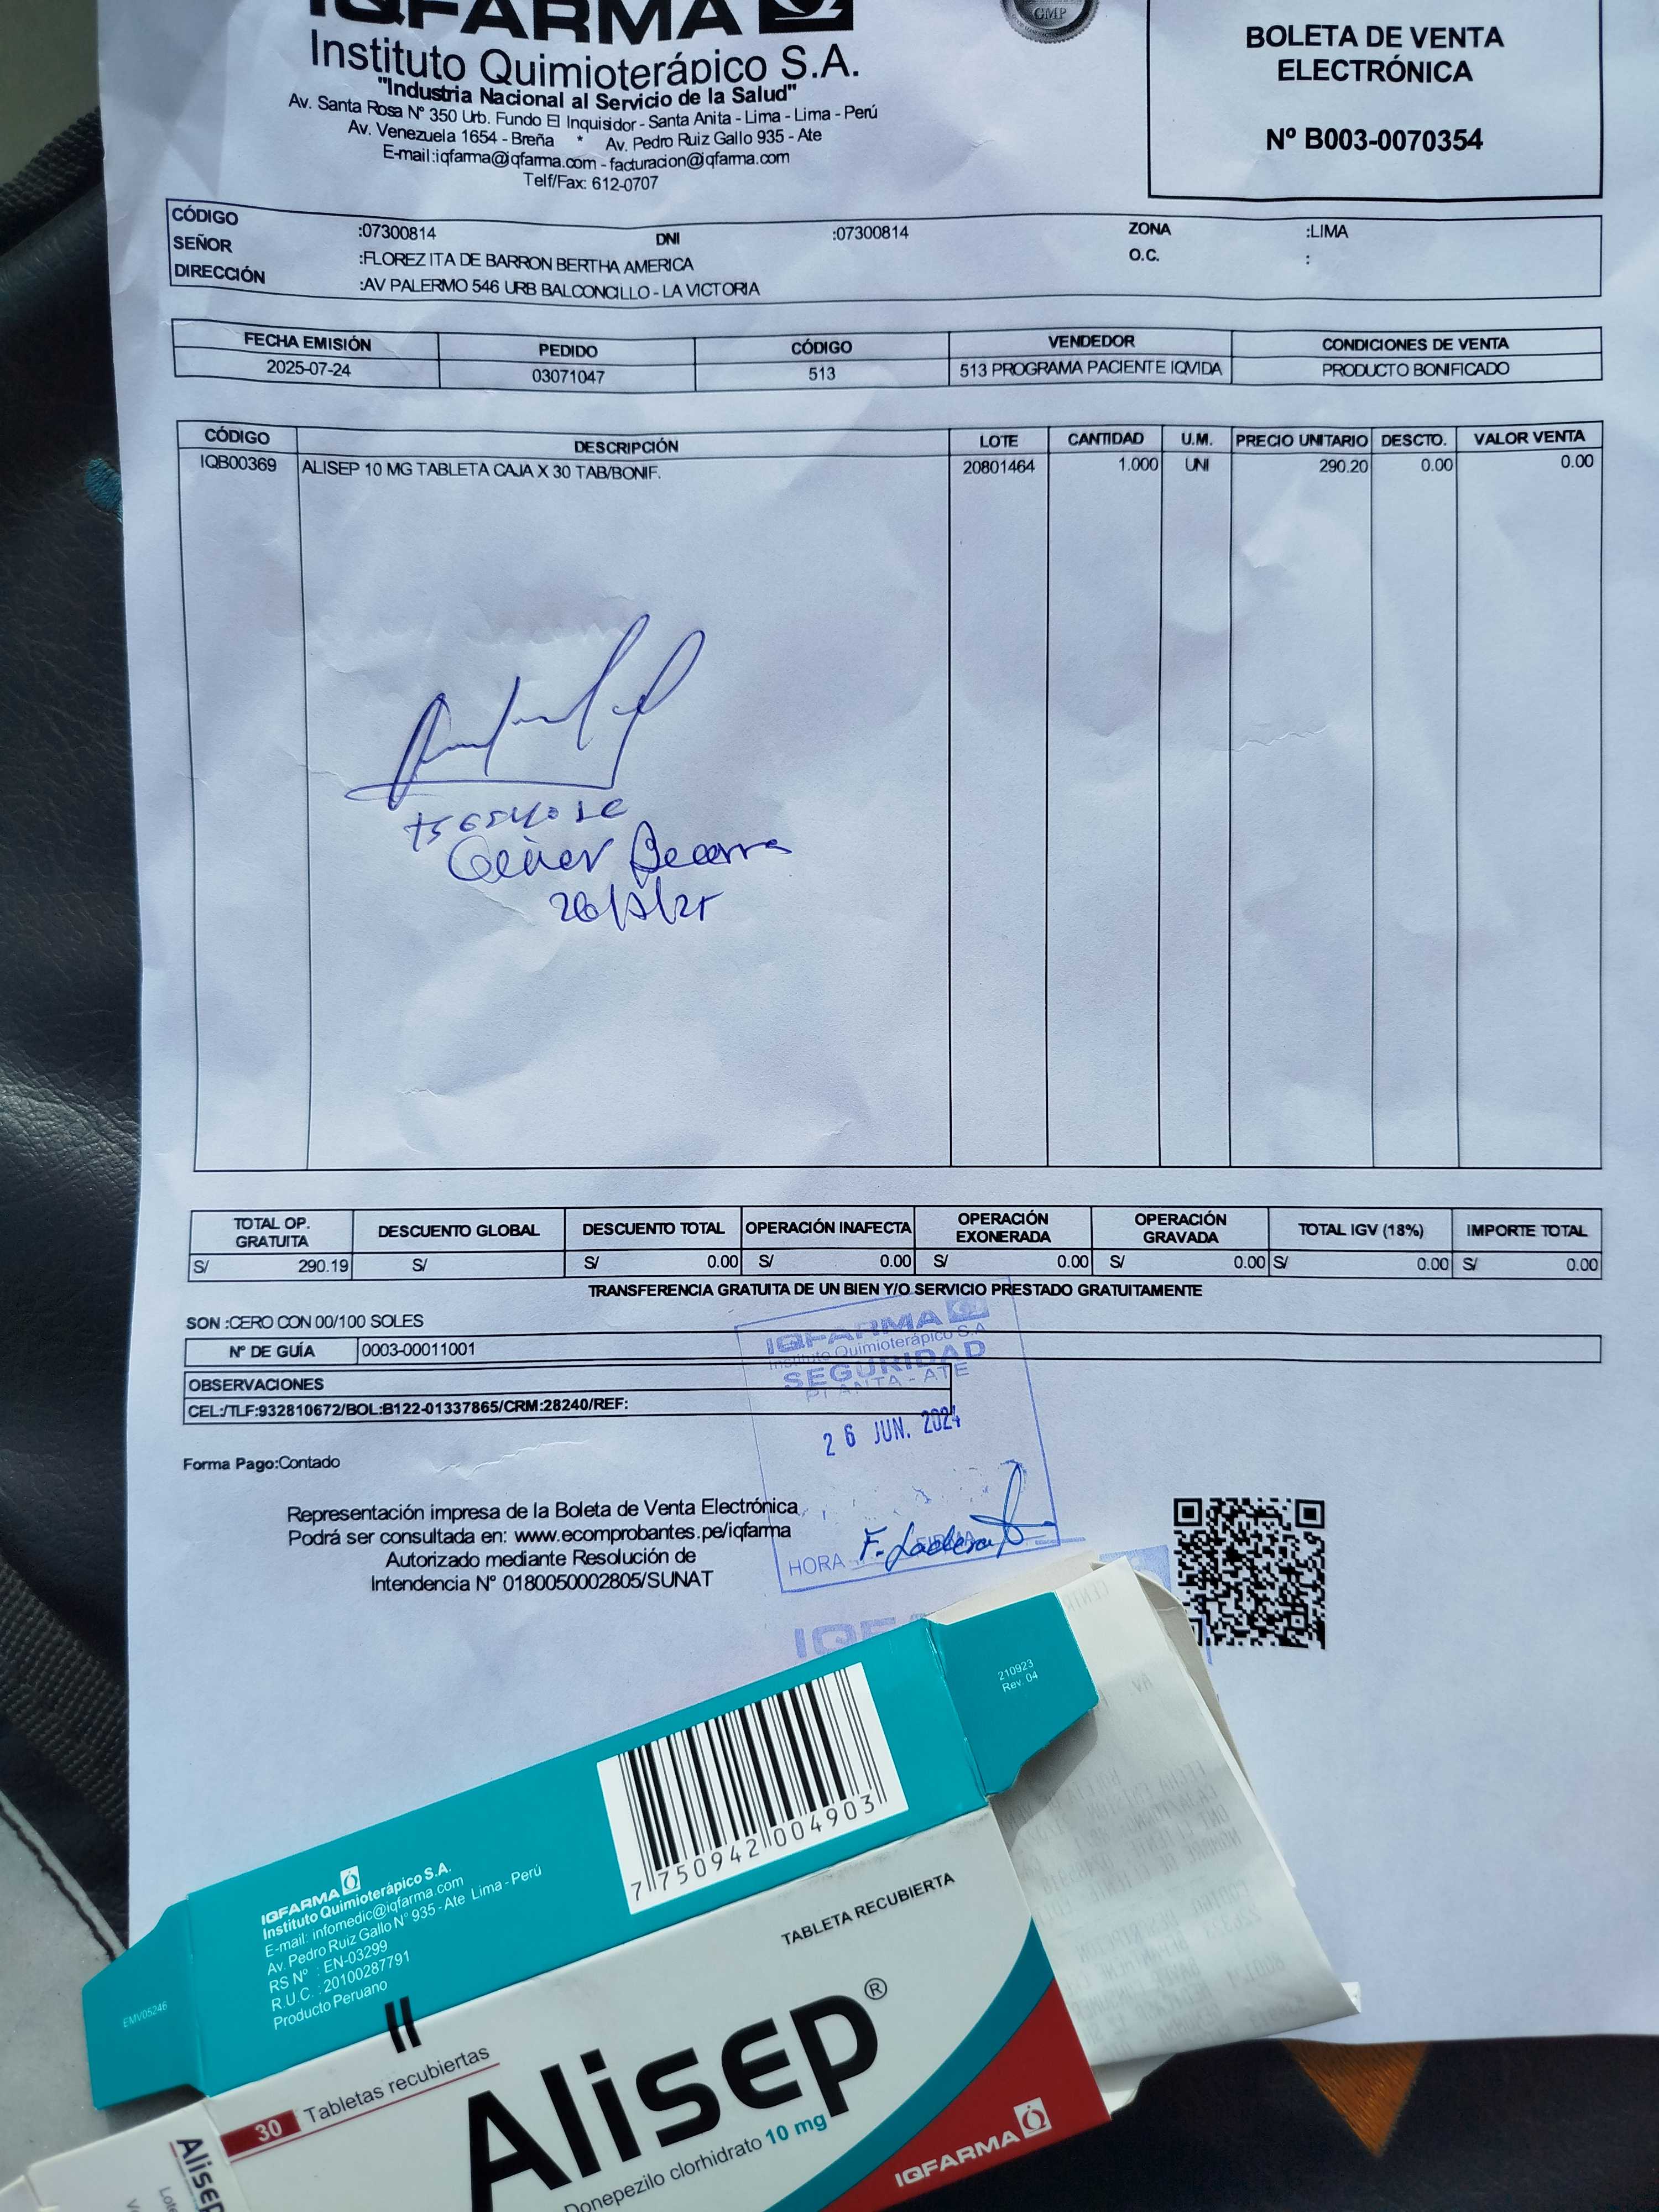 IQFARMA
Instituto Quimioterápico S.A.
"Industria Nacional al Servicio de la Salud"
Av. Santa Rosa N° 350 Urb. Fundo El Inquisidor - Santa Anita - Lima - Lima - Perú
Av. Venezuela 1654 - Breña * Av. Pedro Ruiz Gallo 935 - Ate
E-mail:iqfarma@iqfarma.com - facturacion@iqfarma.com
Telf/Fax: 612-0707
GMP
BOLETA DE VENTA
ELECTRÓNICA
Nº B003-0070354
CÓDIGO :07300814 DNI :07300814 ZONA :LIMA
SEÑOR :FLOREZ ITA DE BARRON BERTHA AMERICA O.C. :
DIRECCIÓN :AV PALERMO 546 URB BALCONCILLO - LA VICTORIA
FECHA EMISIÓN PEDIDO CÓDIGO VENDEDOR CONDICIONES DE VENTA
2025-07-24 03071047 513 513 PROGRAMA PACIENTE IQVIDA PRODUCTO BONIFICADO
CÓDIGO DESCRIPCIÓN LOTE CANTIDAD U.M. PRECIO UNITARIO DESCTO. VALOR VENTA
IQB00369 ALISEP 10 MG TABLETA CAJA X 30 TAB/BONIF. 20801464 1.000 UNI 290.20 0.00 0.00
TOTAL OP. GRATUITA DESCUENTO GLOBAL DESCUENTO TOTAL OPERACIÓN INAFECTA OPERACIÓN EXONERADA OPERACIÓN GRAVADA TOTAL IGV (18%) IMPORTE TOTAL
S/ 290.19 S/ S/ 0.00 S/ 0.00 S/ 0.00 S/ 0.00 S/ 0.00 S/ 0.00
TRANSFERENCIA GRATUITA DE UN BIEN Y/O SERVICIO PRESTADO GRATUITAMENTE
SON :CERO CON 00/100 SOLES
N° DE GUÍA 0003-00011001
OBSERVACIONES
CEL:/TLF:932810672/BOL:B122-01337865/CRM:28240/REF:
IQFARMA
Instituto Quimioterápico S.A
SEGURIDAD
PLANTA - ATE
26 JUN. 2024
HORA FIRMA
Forma Pago:Contado
Representación impresa de la Boleta de Venta Electrónica
Podrá ser consultada en: www.ecomprobantes.pe/iqfarma
Autorizado mediante Resolución de
Intendencia N° 0180050002805/SUNAT
210923
Rev. 04
7750942004903
IQFARMA
Instituto Quimioterápico S.A.
E-mail: infomedic@iqfarma.com
Av. Pedro Ruiz Gallo N° 935 - Ate Lima - Perú
RS N° : EN-03299
R.U.C. : 20100287791
Producto Peruano
EMV05246
TABLETA RECUBIERTA
30 Tabletas recubiertas
Alisep®
Donepezilo clorhidrato 10 mg
IQFARMA
Alisep